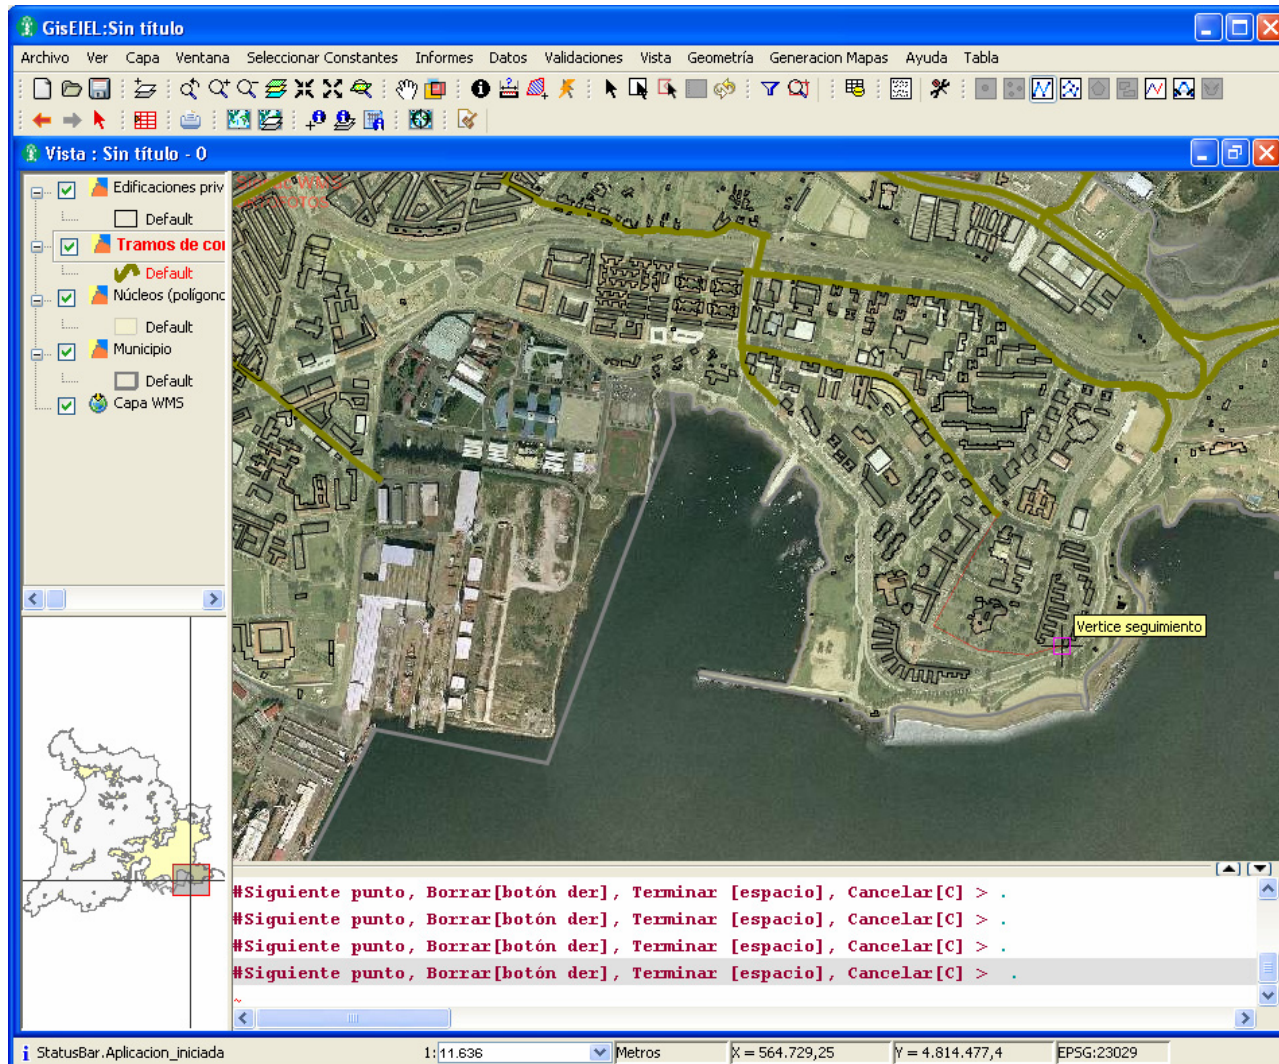 GisEIEL:Sin título
Archivo Ver Capa Ventana Seleccionar Constantes Informes Datos Validaciones Vista Geometría Generacion Mapas Ayuda Tabla
Vista : Sin título - 0
Edificaciones priv
Default
Tramos de cor
Default
Núcleos (polígono
Default
Municipio
Default
Capa WMS
WMS
Vertice seguimiento
#Siguiente punto, Borrar[botón der], Terminar [espacio], Cancelar[C] > .
#Siguiente punto, Borrar[botón der], Terminar [espacio], Cancelar[C] > .
#Siguiente punto, Borrar[botón der], Terminar [espacio], Cancelar[C] > .
#Siguiente punto, Borrar[botón der], Terminar [espacio], Cancelar[C] > .
~
StatusBar.Aplicacion_iniciada 1: 11.636 Metros X = 564.729,25 Y = 4.814.477,4 EPSG:23029